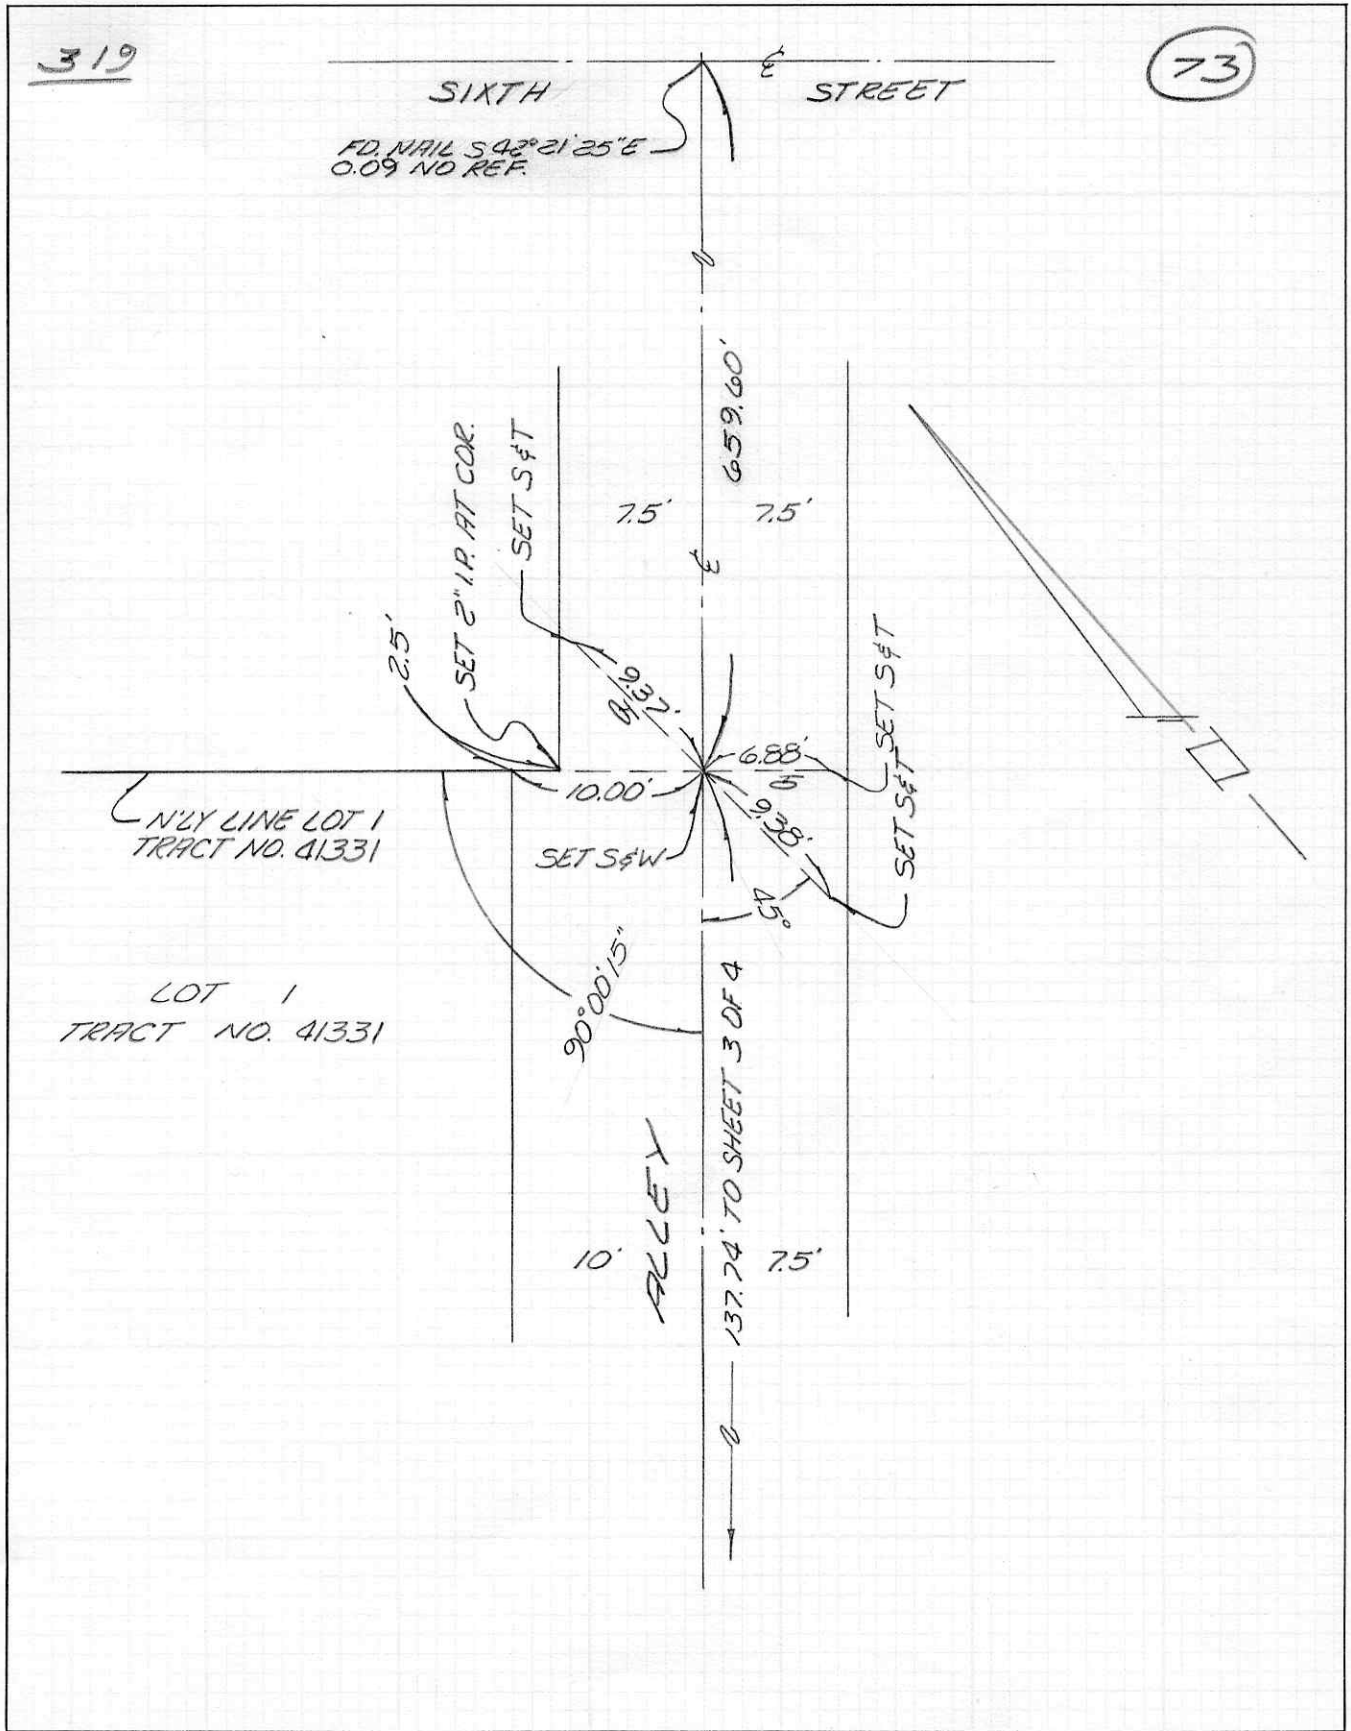 319
73
SIXTH STREET
FD. NAIL S 42° 21' 25" E
0.09 NO REF.
659.60'
7.5'
7.5'
SET 2" I.P. AT COR.
SET S&T
2.5'
6.88'
10.00'
9.38'
SET S&T
SET S&T
N'LY LINE LOT 1
TRACT NO. 41331
SET S&W
45°
90°00'15"
LOT 1
TRACT NO. 41331
137.74' TO SHEET 3 OF 4
ALLEY
10'
7.5'